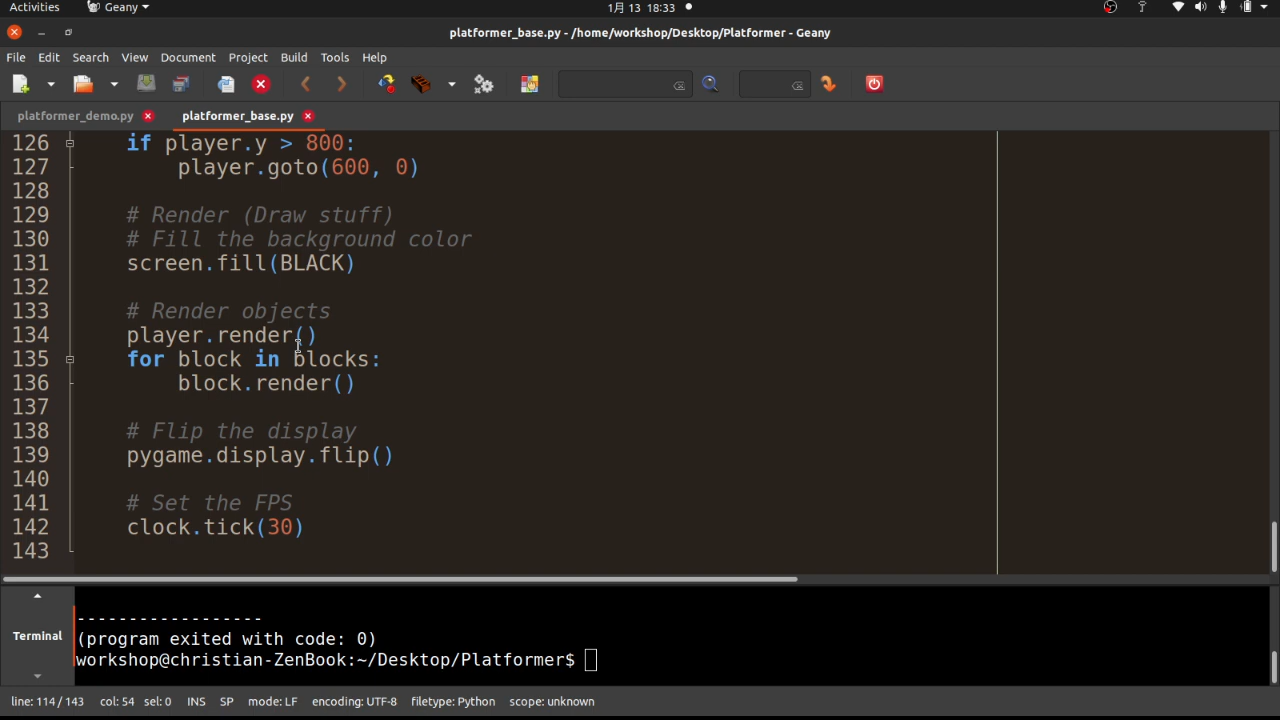 Activities Geany 1月 13 18:33
platformer_base.py - /home/workshop/Desktop/Platformer - Geany
File Edit Search View Document Project Build Tools Help
platformer_demo.py platformer_base.py
126 if player.y > 800:
127 player.goto(600, 0)
128
129 # Render (Draw stuff)
130 # Fill the background color
131 screen.fill(BLACK)
132
133 # Render objects
134 player.render()
135 for block in blocks:
136 block.render()
137
138 # Flip the display
139 pygame.display.flip()
140
141 # Set the FPS
142 clock.tick(30)
143
------------------
Terminal (program exited with code: 0)
workshop@christian-ZenBook:~/Desktop/Platformer$
line: 114 / 143 col: 54 sel: 0 INS SP mode: LF encoding: UTF-8 filetype: Python scope: unknown